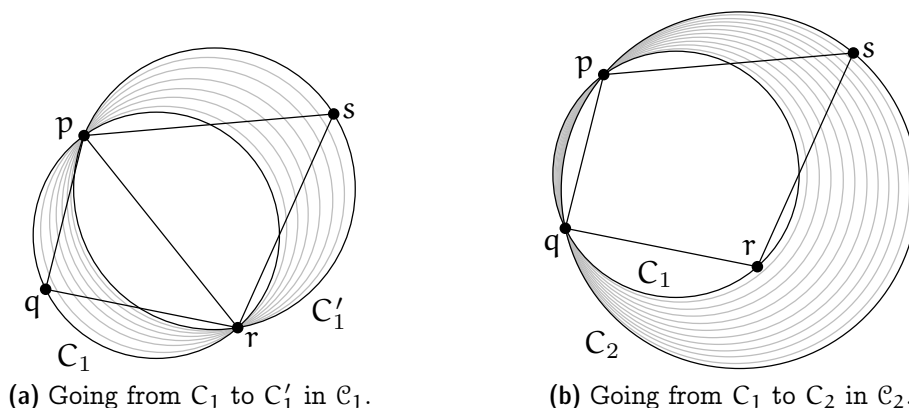 p
s
q
r
C₁
C₁′
(a) Going from C₁ to C₁′ in 𝒞₁.
p
s
q
r
C₁
C₂
(b) Going from C₁ to C₂ in 𝒞₂.